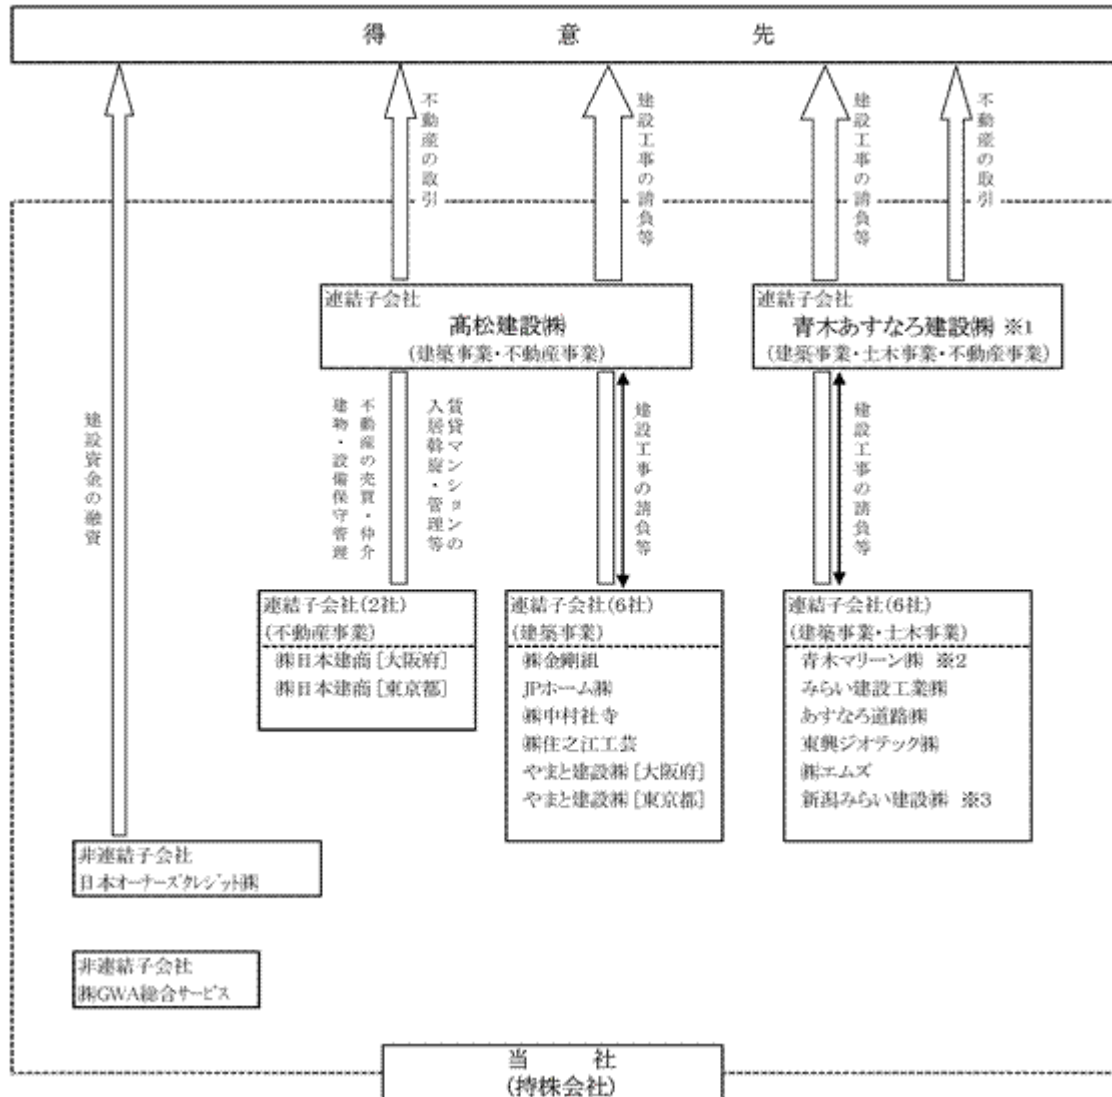 得意先
不動産の取引
建設工事の請負等
建設工事の請負等
不動産の取引
連結子会社
髙松建設㈱
(建築事業・不動産事業)
連結子会社
青木あすなろ建設㈱ ※1
(建築事業・土木事業・不動産事業)
建設資金の融資
賃貸マンションの
入居斡旋・管理等
不動産の売買・仲介
建物・設備保守管理
建設工事の請負等
建設工事の請負等
連結子会社(2社)
(不動産事業)
㈱日本建商 [大阪府]
㈱日本建商 [東京都]
連結子会社(6社)
(建築事業)
㈱金剛組
JPホーム㈱
㈱中村社寺
㈱住之江工芸
やまと建設㈱ [大阪府]
やまと建設㈱ [東京都]
連結子会社(6社)
(建築事業・土木事業)
青木マリーン㈱ ※2
みらい建設工業㈱
あすなろ道路㈱
東興ジオテック㈱
㈱エムズ
新潟みらい建設㈱ ※3
非連結子会社
日本オーナーズクレジット㈱
非連結子会社
㈱GWA総合サービス
当社
(持株会社)